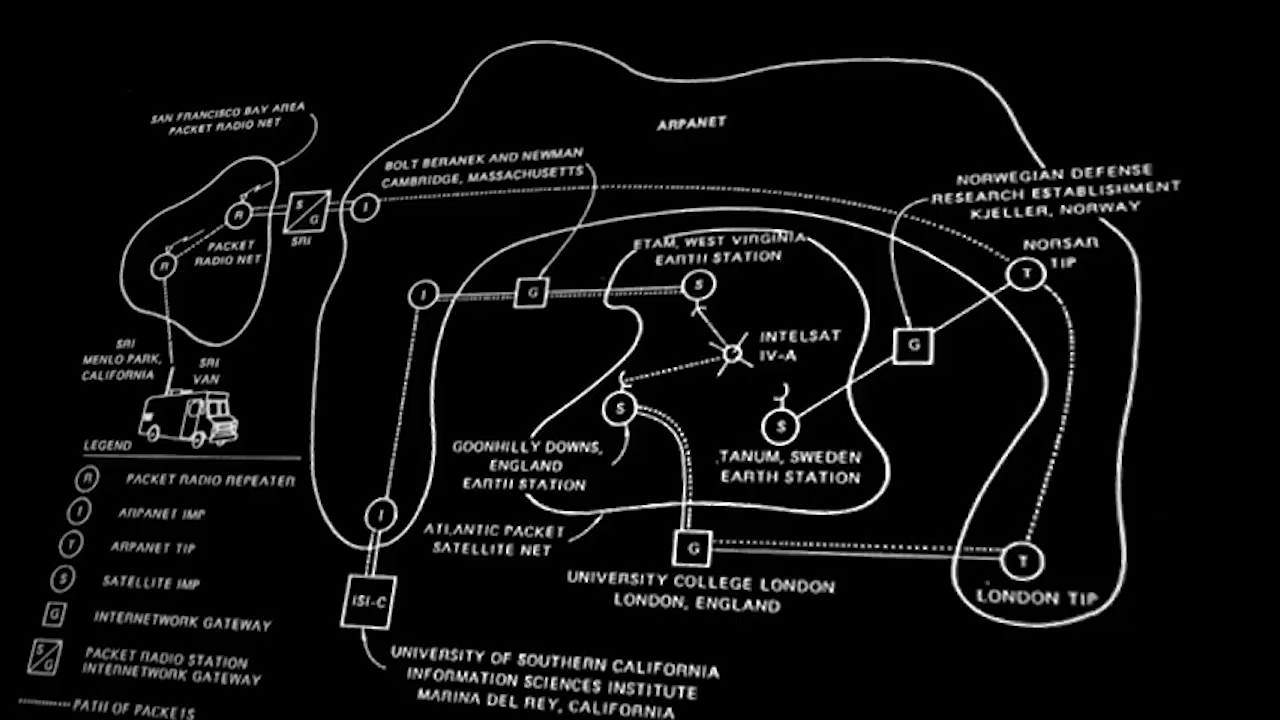 SAN FRANCISCO BAY AREA
PACKET RADIO NET
ARPANET
BOLT BERANEK AND NEWMAN
CAMBRIDGE, MASSACHUSETTS
NORWEGIAN DEFENSE
RESEARCH ESTABLISHMENT
KJELLER, NORWAY
R
S/G
I
SRI
PACKET
RADIO NET
R
ETAM, WEST VIRGINIA
EARTH STATION
NORSAR
TIP
T
I
G
S
INTELSAT
IV-A
G
SRI
MENLO PARK,
CALIFORNIA
SRI
VAN
S
S
GOONHILLY DOWNS,
ENGLAND
EARTH STATION
TANUM, SWEDEN
EARTH STATION
LEGEND
R PACKET RADIO REPEATER
I ARPANET IMP
T ARPANET TIP
S SATELLITE IMP
G INTERNETWORK GATEWAY
S/G PACKET RADIO STATION
INTERNETWORK GATEWAY
PATH OF PACKETS
I
ATLANTIC PACKET
SATELLITE NET
G
UNIVERSITY COLLEGE LONDON
LONDON, ENGLAND
T
LONDON TIP
ISI-C
UNIVERSITY OF SOUTHERN CALIFORNIA
INFORMATION SCIENCES INSTITUTE
MARINA DEL REY, CALIFORNIA